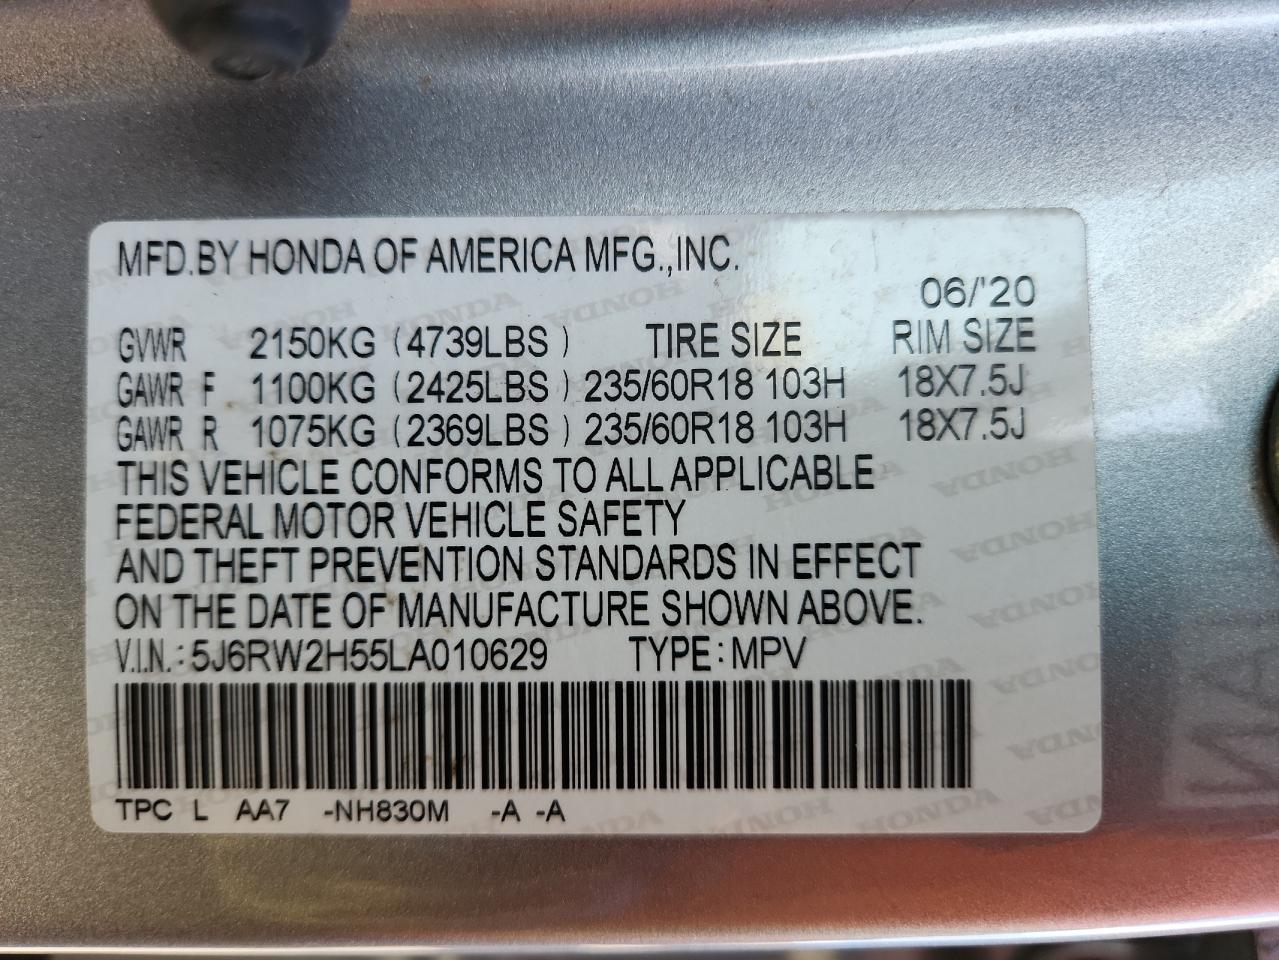 MFD.BY HONDA OF AMERICA MFG.,INC.
06/'20
GVWR 2150KG (4739LBS ) TIRE SIZE RIM SIZE
GAWR F 1100KG (2425LBS ) 235/60R18 103H 18X7.5J
GAWR R 1075KG (2369LBS ) 235/60R18 103H 18X7.5J
THIS VEHICLE CONFORMS TO ALL APPLICABLE
FEDERAL MOTOR VEHICLE SAFETY
AND THEFT PREVENTION STANDARDS IN EFFECT
ON THE DATE OF MANUFACTURE SHOWN ABOVE.
V.I.N.: 5J6RW2H55LA010629 TYPE: MPV
TPC L AA7 -NH830M -A -A